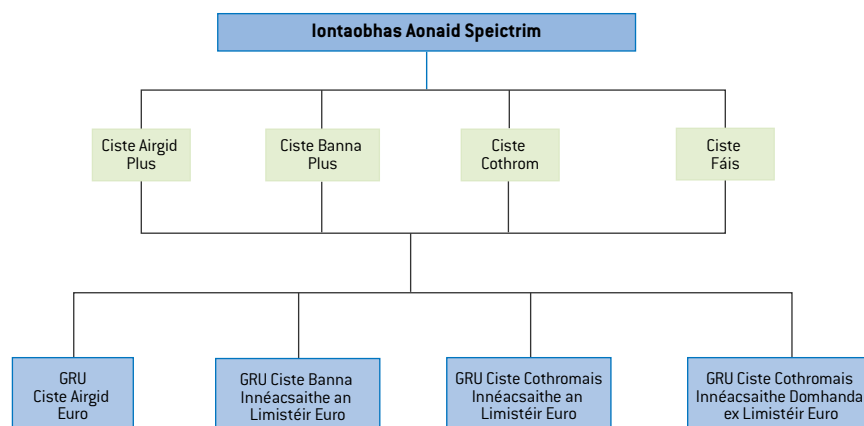 Iontaobhas Aonaid Speictrim
Ciste Airgid
Plus
Ciste Banna
Plus
Ciste
Cothrom
Ciste
Fáis
GRU
Ciste Airgid
Euro
GRU Ciste Banna
Innéacsaithe an
Limistéir Euro
GRU Ciste Cothromais
Innéacsaithe an
Limistéir Euro
GRU Ciste Cothromais
Innéacsaithe Domhanda
ex Limistéir Euro